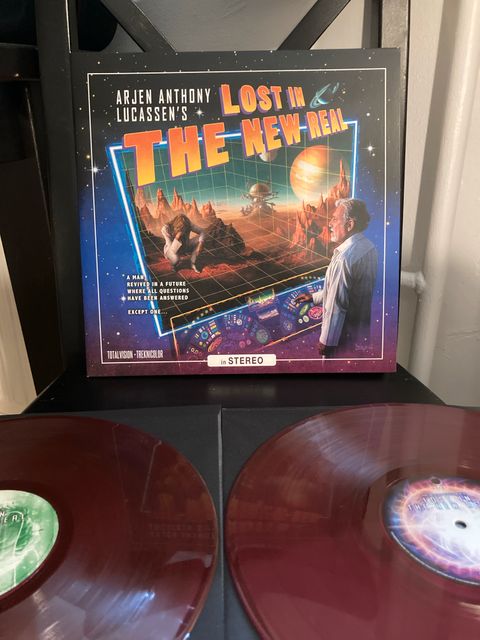 ARJEN ANTHONY
LUCASSEN'S
LOST IN
THE NEW REAL
A MAN,
REVIVED IN A FUTURE
WHERE ALL QUESTIONS
HAVE BEEN ANSWERED
EXCEPT ONE...
TOTALVISION • TREKNICOLOR
in STEREO